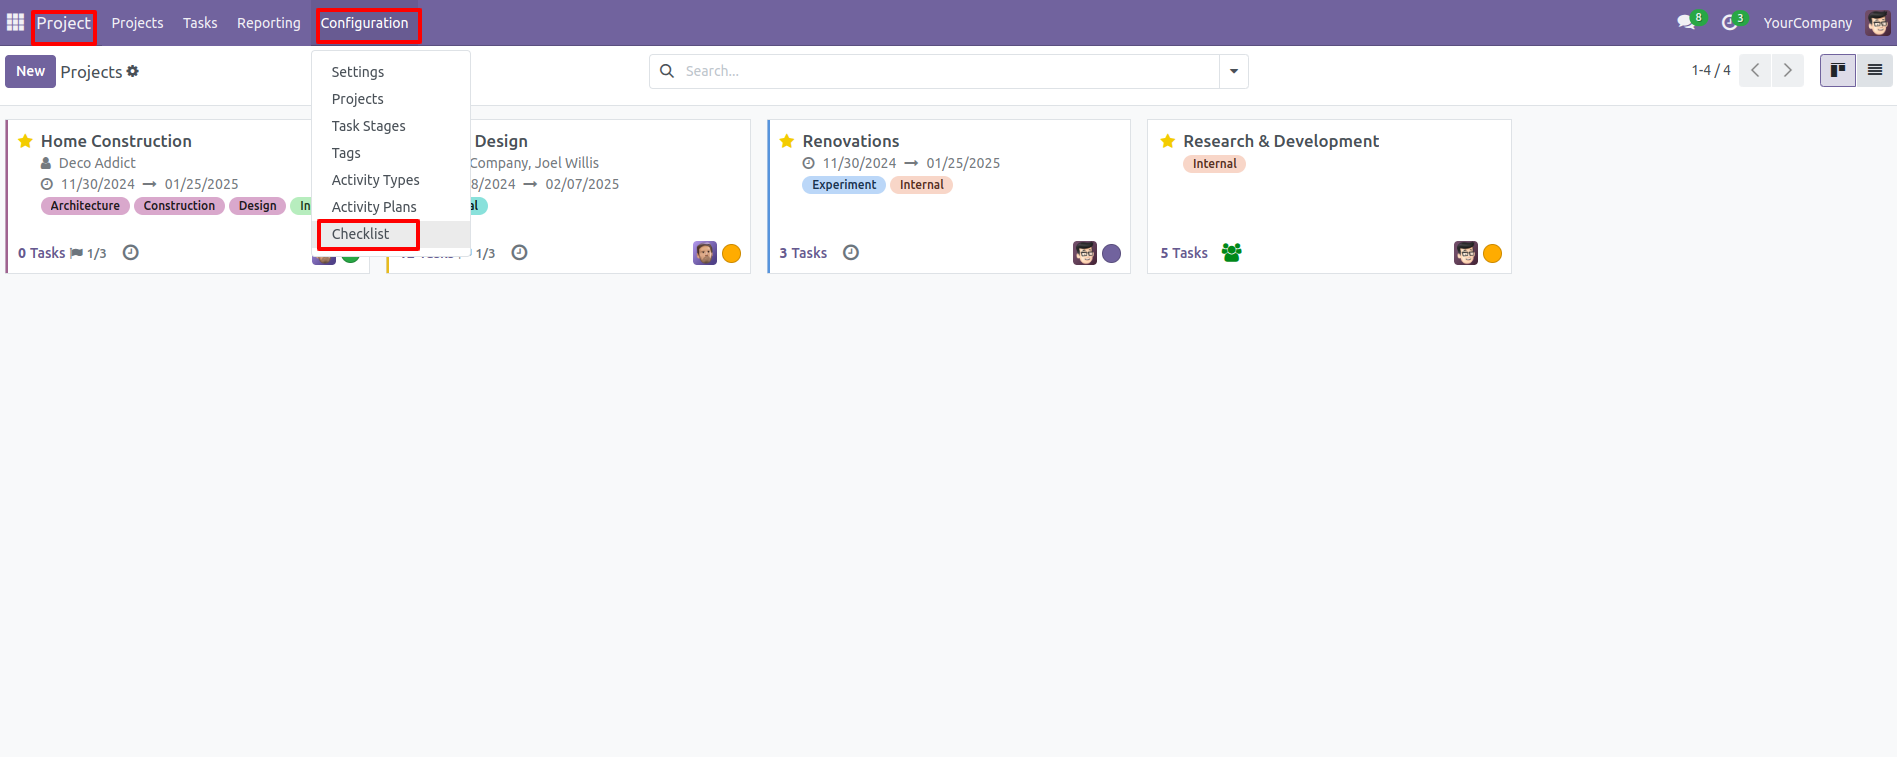 Project Projects Tasks Reporting Configuration 8 3 YourCompany
New Projects Search... 1-4 / 4
Settings
Projects
Task Stages
Tags
Activity Types
Activity Plans
Checklist
Home Construction
Deco Addict
11/30/2024 → 01/25/2025
Architecture Construction Design
0 Tasks 1/3
Design
Company, Joel Willis
8/2024 → 02/07/2025
1/3
Renovations
11/30/2024 → 01/25/2025
Experiment Internal
3 Tasks
Research & Development
Internal
5 Tasks